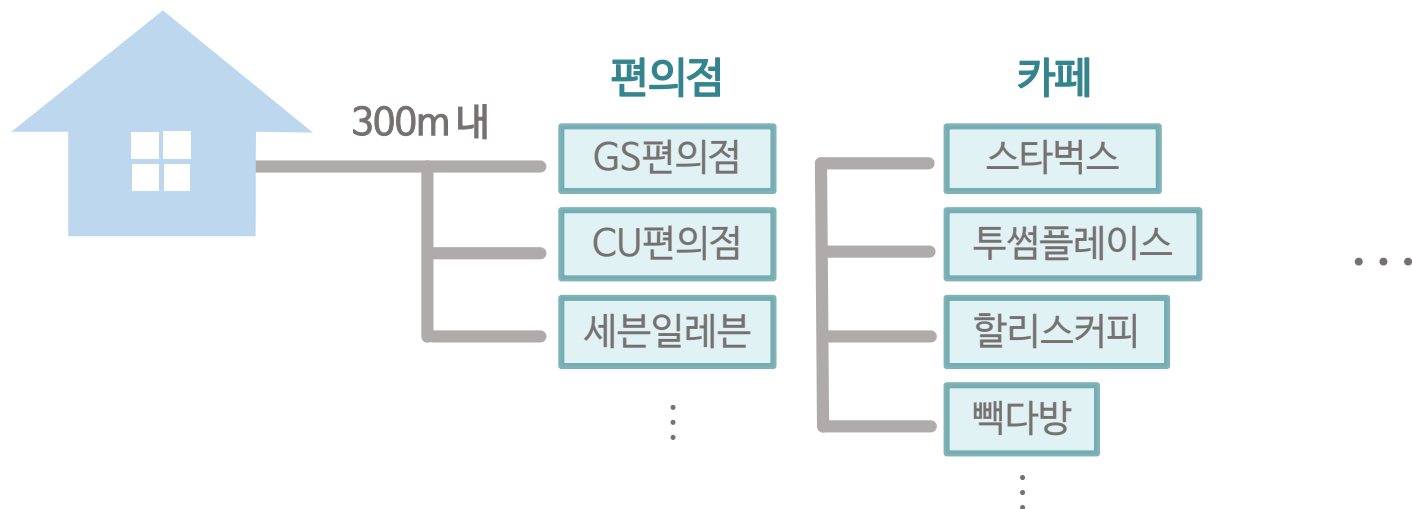 300m 내
편의점
GS편의점
CU편의점
세븐일레븐
⋮
카페
스타벅스
투썸플레이스
할리스커피
빽다방
⋮
...